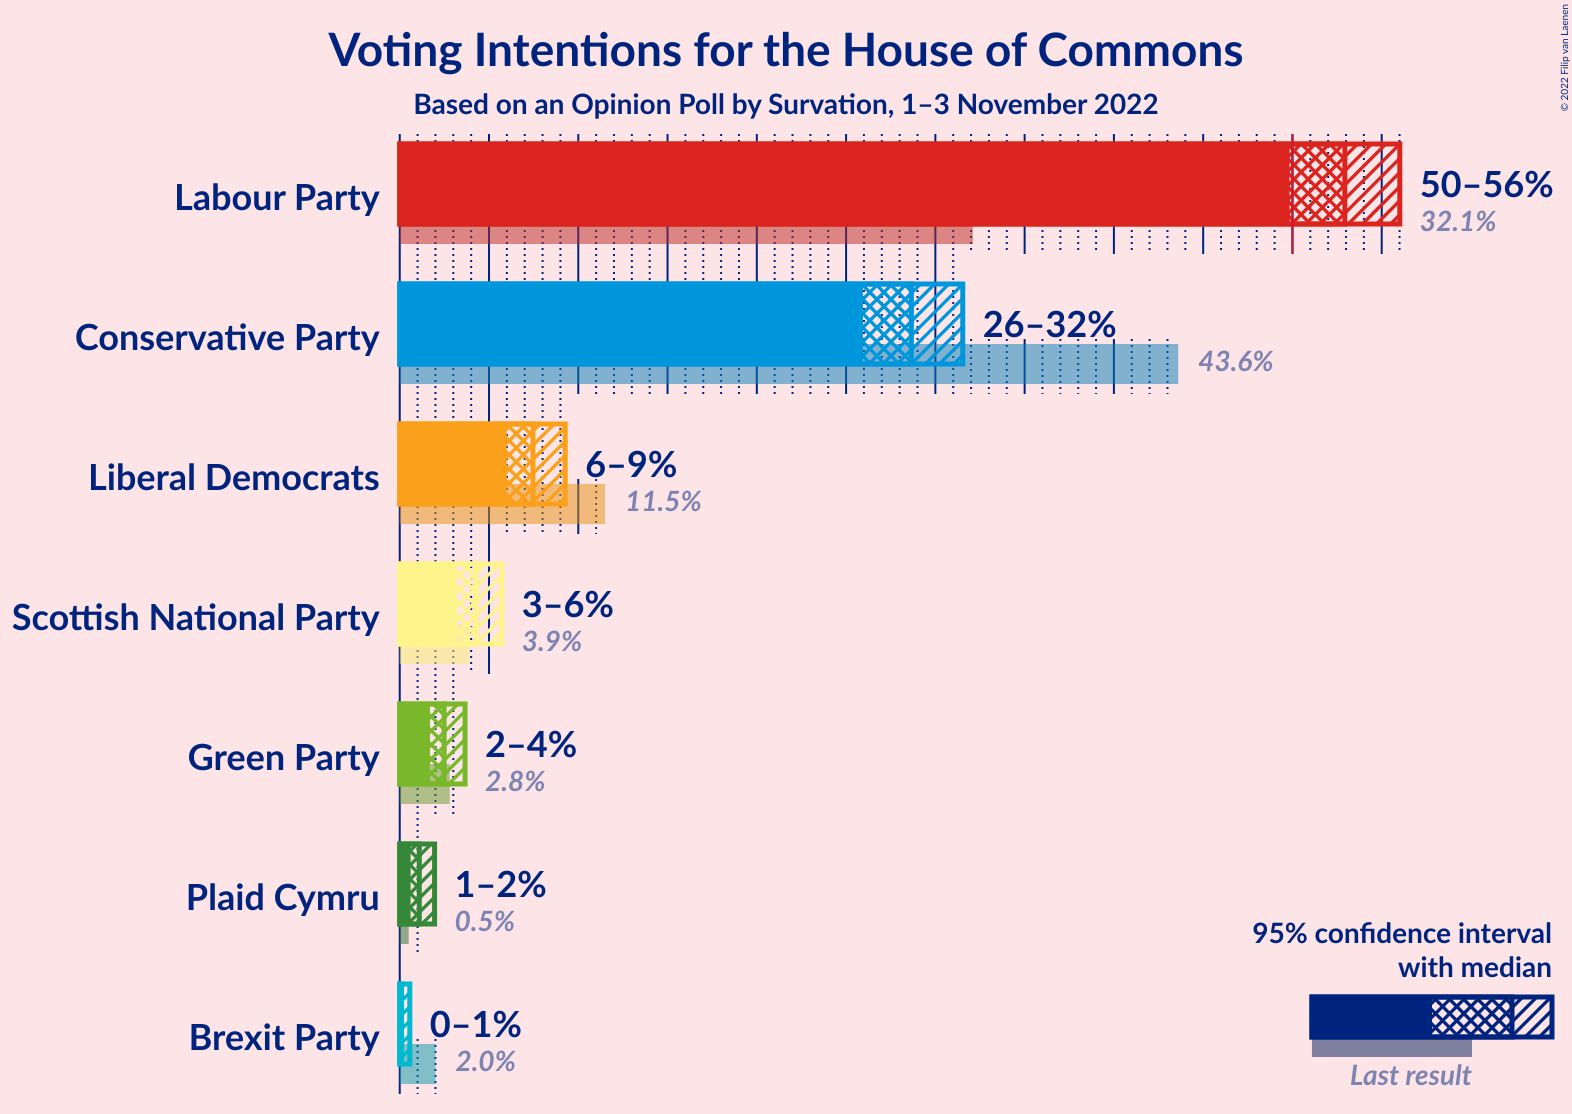 Voting Intentions for the House of Commons
Based on an Opinion Poll by Survation, 1–3 November 2022
© 2022 Filip van Laenen
Labour Party
50–56%
32.1%
Conservative Party
26–32%
43.6%
Liberal Democrats
6–9%
11.5%
Scottish National Party
3–6%
3.9%
Green Party
2–4%
2.8%
Plaid Cymru
1–2%
0.5%
Brexit Party
0–1%
2.0%
95% confidence interval
with median
Last result